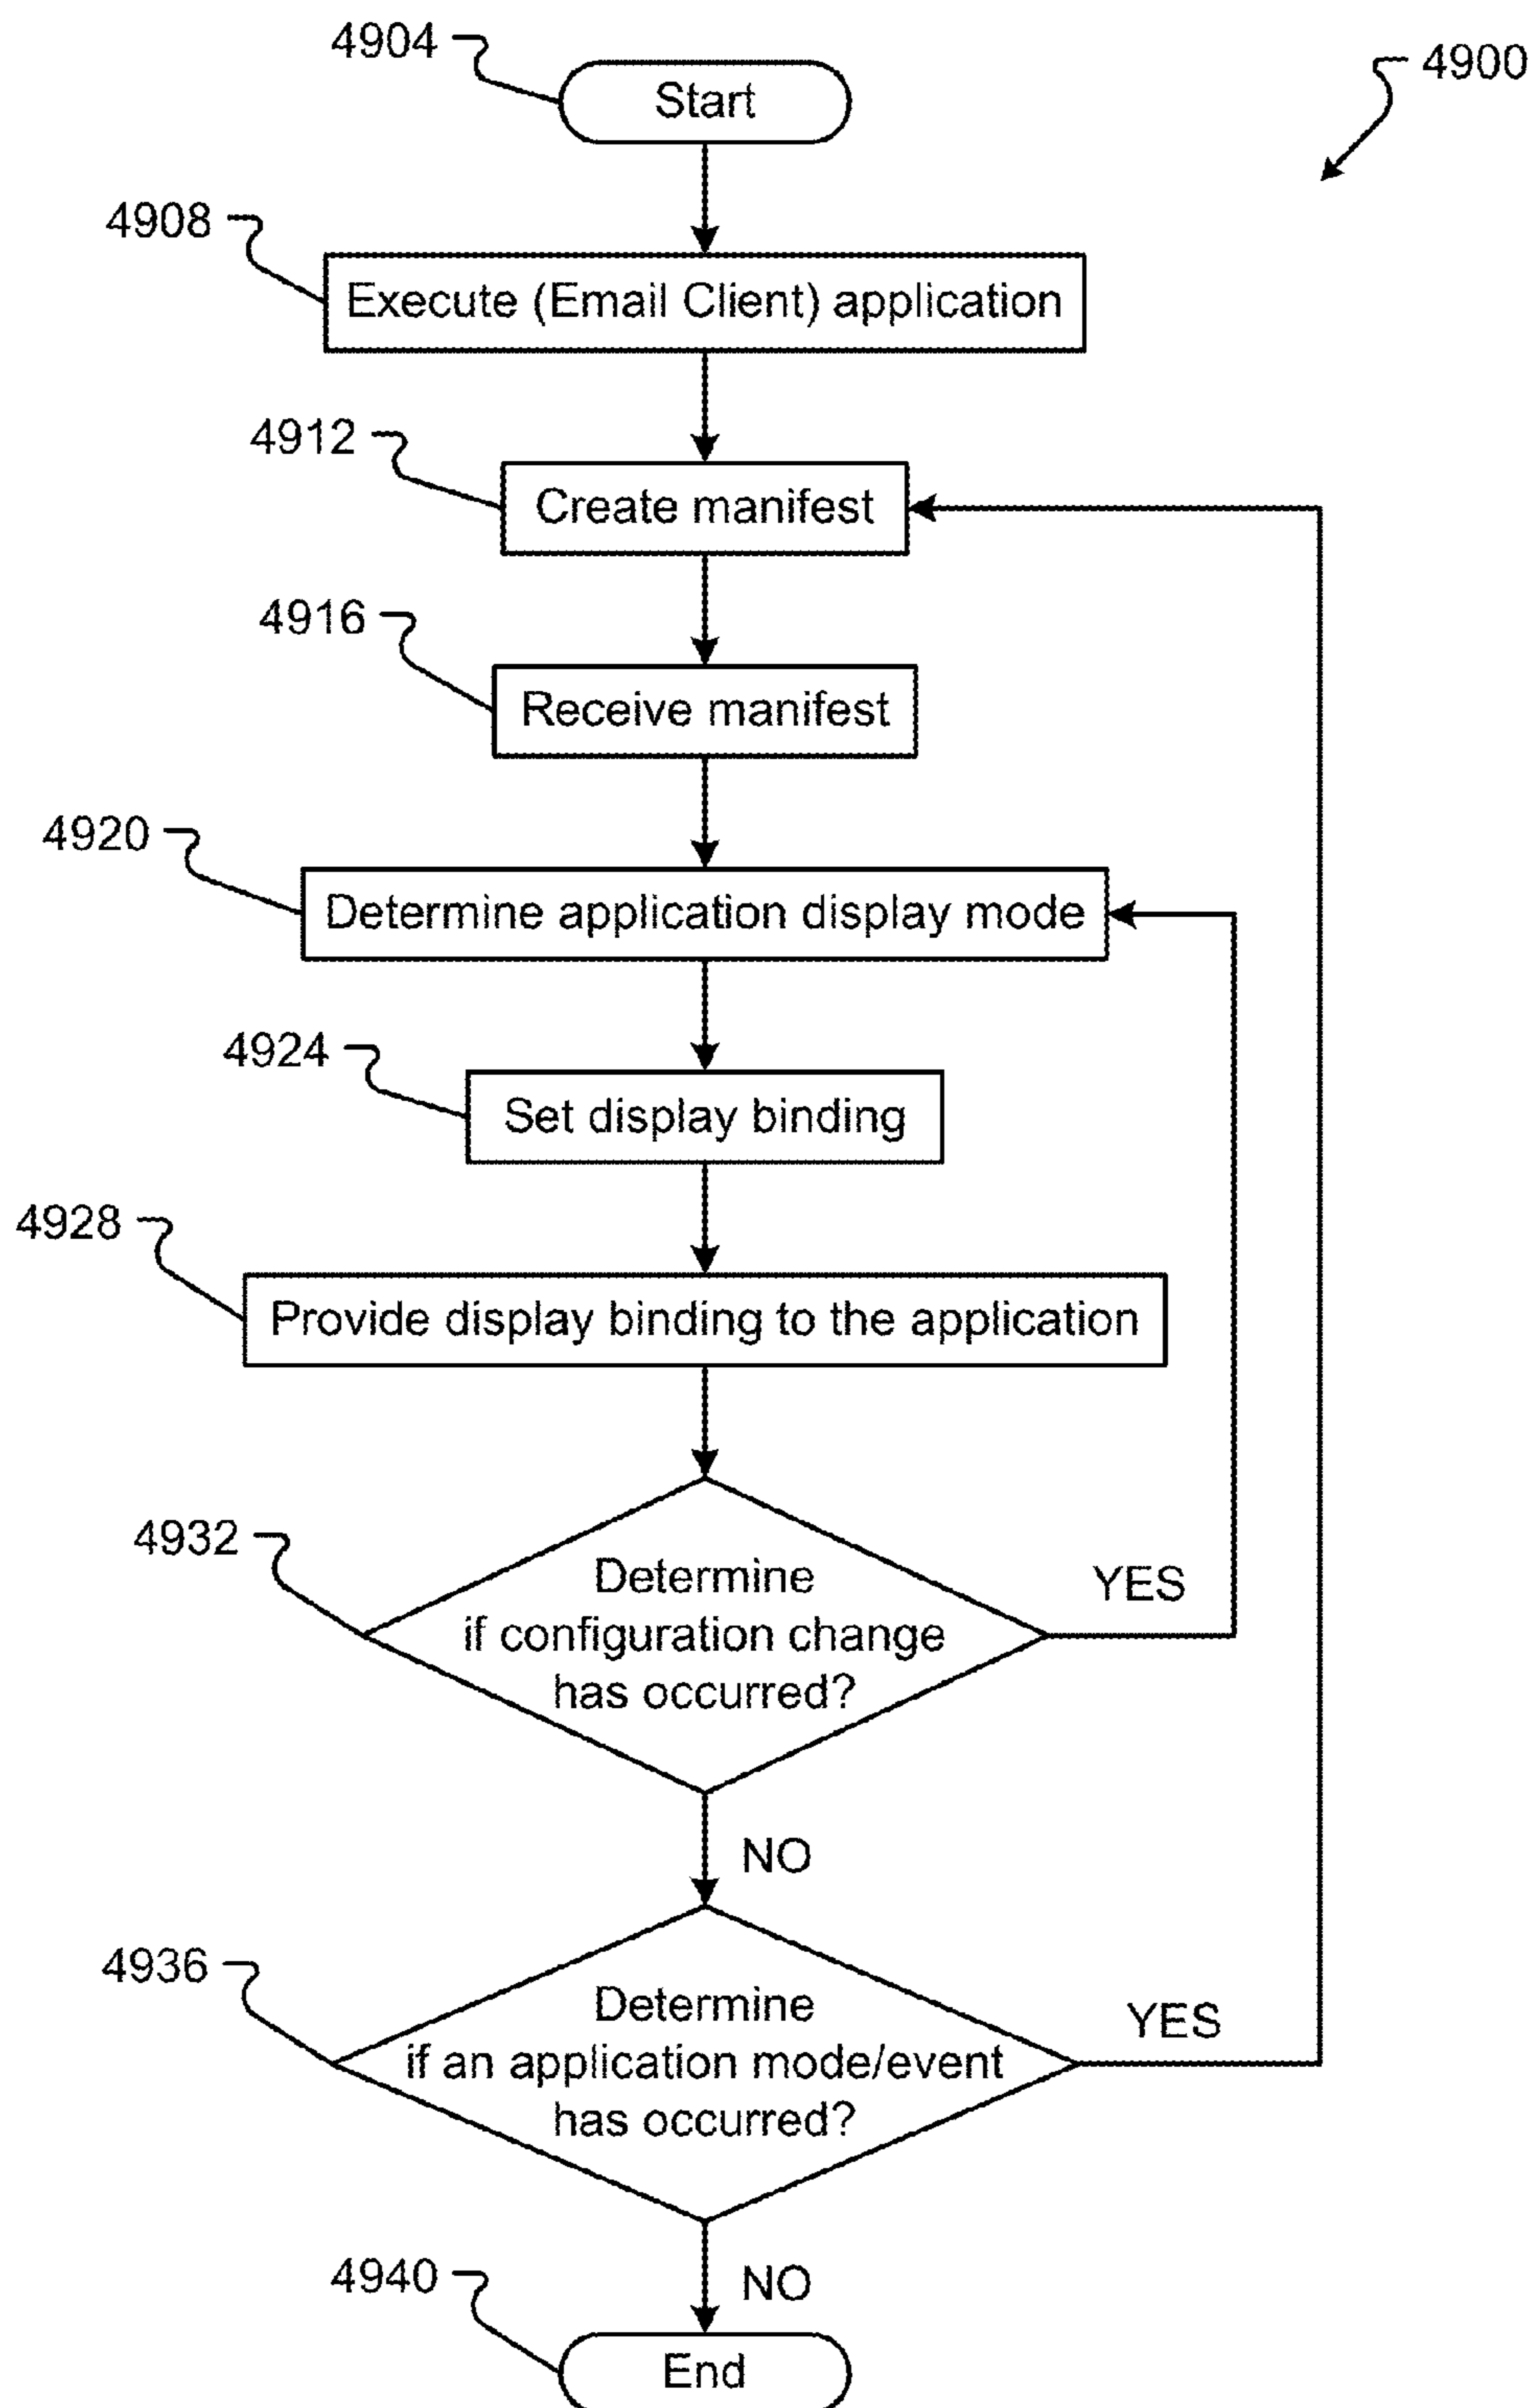 4904
Start
4900
4908
Execute (Email Client) application
4912
Create manifest
4916
Receive manifest
4920
Determine application display mode
4924
Set display binding
4928
Provide display binding to the application
4932
Determine
if configuration change
has occurred?
YES
NO
4936
Determine
if an application mode/event
has occurred?
YES
NO
4940
End